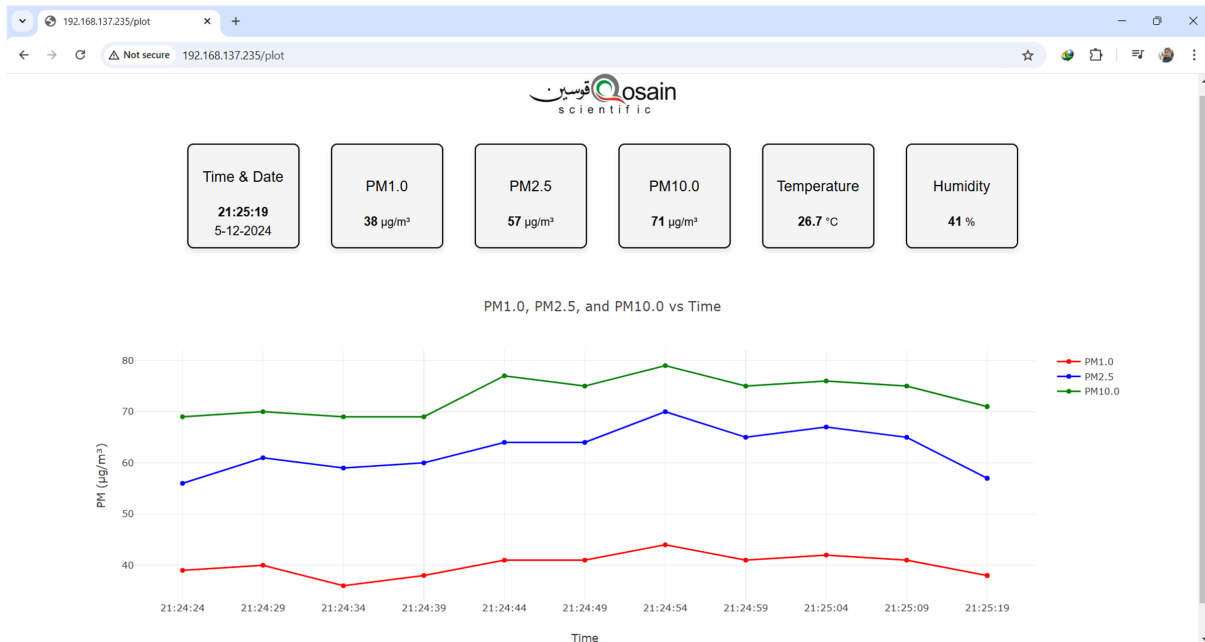 192.168.137.235/plot
Not secure 192.168.137.235/plot
قوسين Qosain
scientific
Time & Date
21:25:19
5-12-2024
PM1.0
38 µg/m³
PM2.5
57 µg/m³
PM10.0
71 µg/m³
Temperature
26.7 °C
Humidity
41 %
PM1.0, PM2.5, and PM10.0 vs Time
PM (µg/m³)
80
70
60
50
40
21:24:24 21:24:29 21:24:34 21:24:39 21:24:44 21:24:49 21:24:54 21:24:59 21:25:04 21:25:09 21:25:19
Time
PM1.0
PM2.5
PM10.0